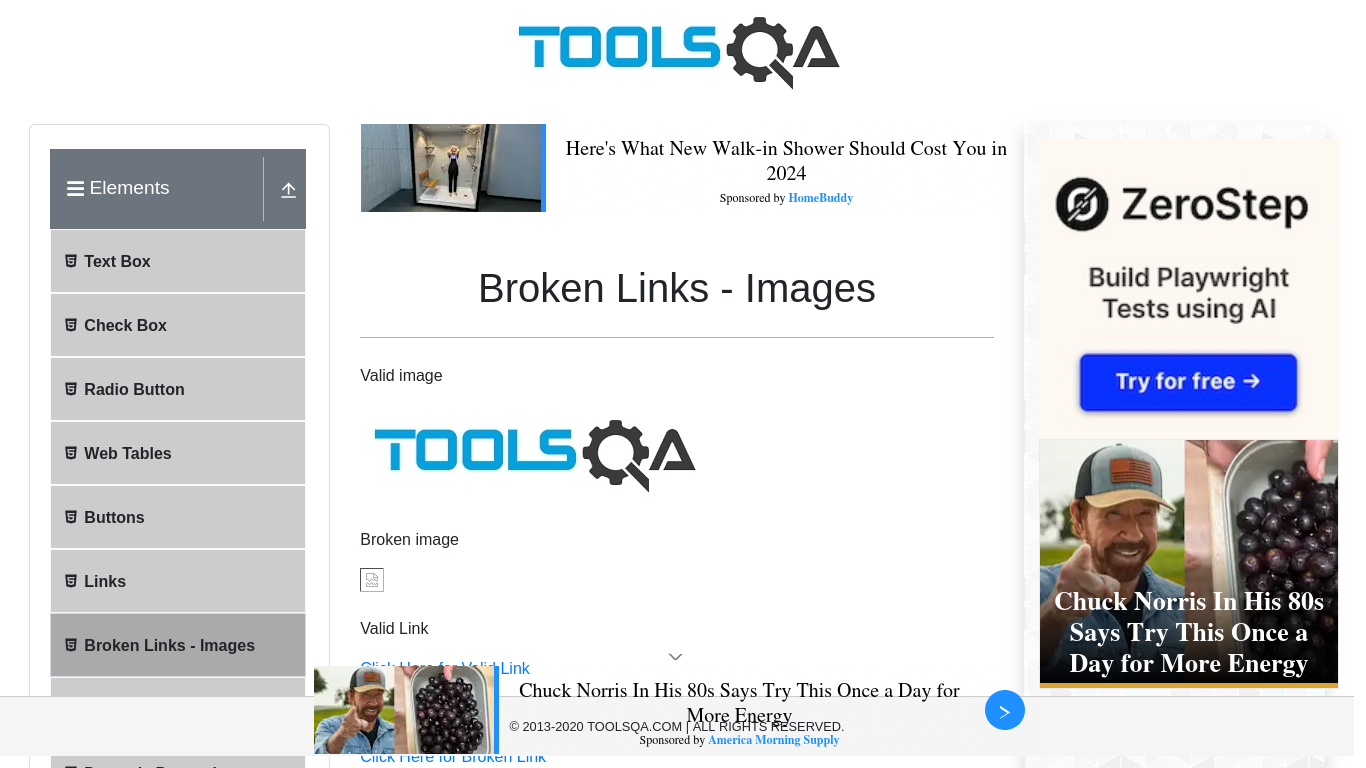 TOOLSQA
Elements
Text Box
Check Box
Radio Button
Web Tables
Buttons
Links
Broken Links - Images
Here's What New Walk-in Shower Should Cost You in
2024
Sponsored by HomeBuddy
Broken Links - Images
Valid image
TOOLSQA
Broken image
Valid Link
Click Here for Valid Link
Chuck Norris In His 80s Says Try This Once a Day for
More Energy
© 2013-2020 TOOLSQA.COM | ALL RIGHTS RESERVED.
Sponsored by America Morning Supply
Click Here for Broken Link
ZeroStep
Build Playwright
Tests using AI
Try for free →
Chuck Norris In His 80s
Says Try This Once a
Day for More Energy